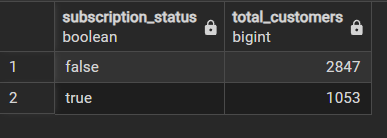 subscription_status total_customers
boolean bigint
1 false 2847
2 true 1053